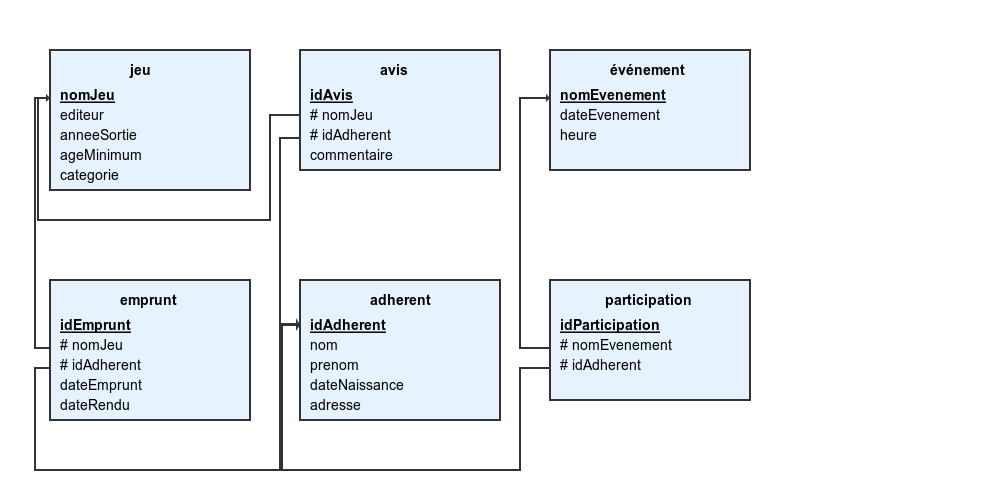 jeu
nomJeu
editeur
anneeSortie
ageMinimum
categorie
avis
idAvis
# nomJeu
# idAdherent
commentaire
événement
nomEvenement
dateEvenement
heure
emprunt
idEmprunt
# nomJeu
# idAdherent
dateEmprunt
dateRendu
adherent
idAdherent
nom
prenom
dateNaissance
adresse
participation
idParticipation
# nomEvenement
# idAdherent